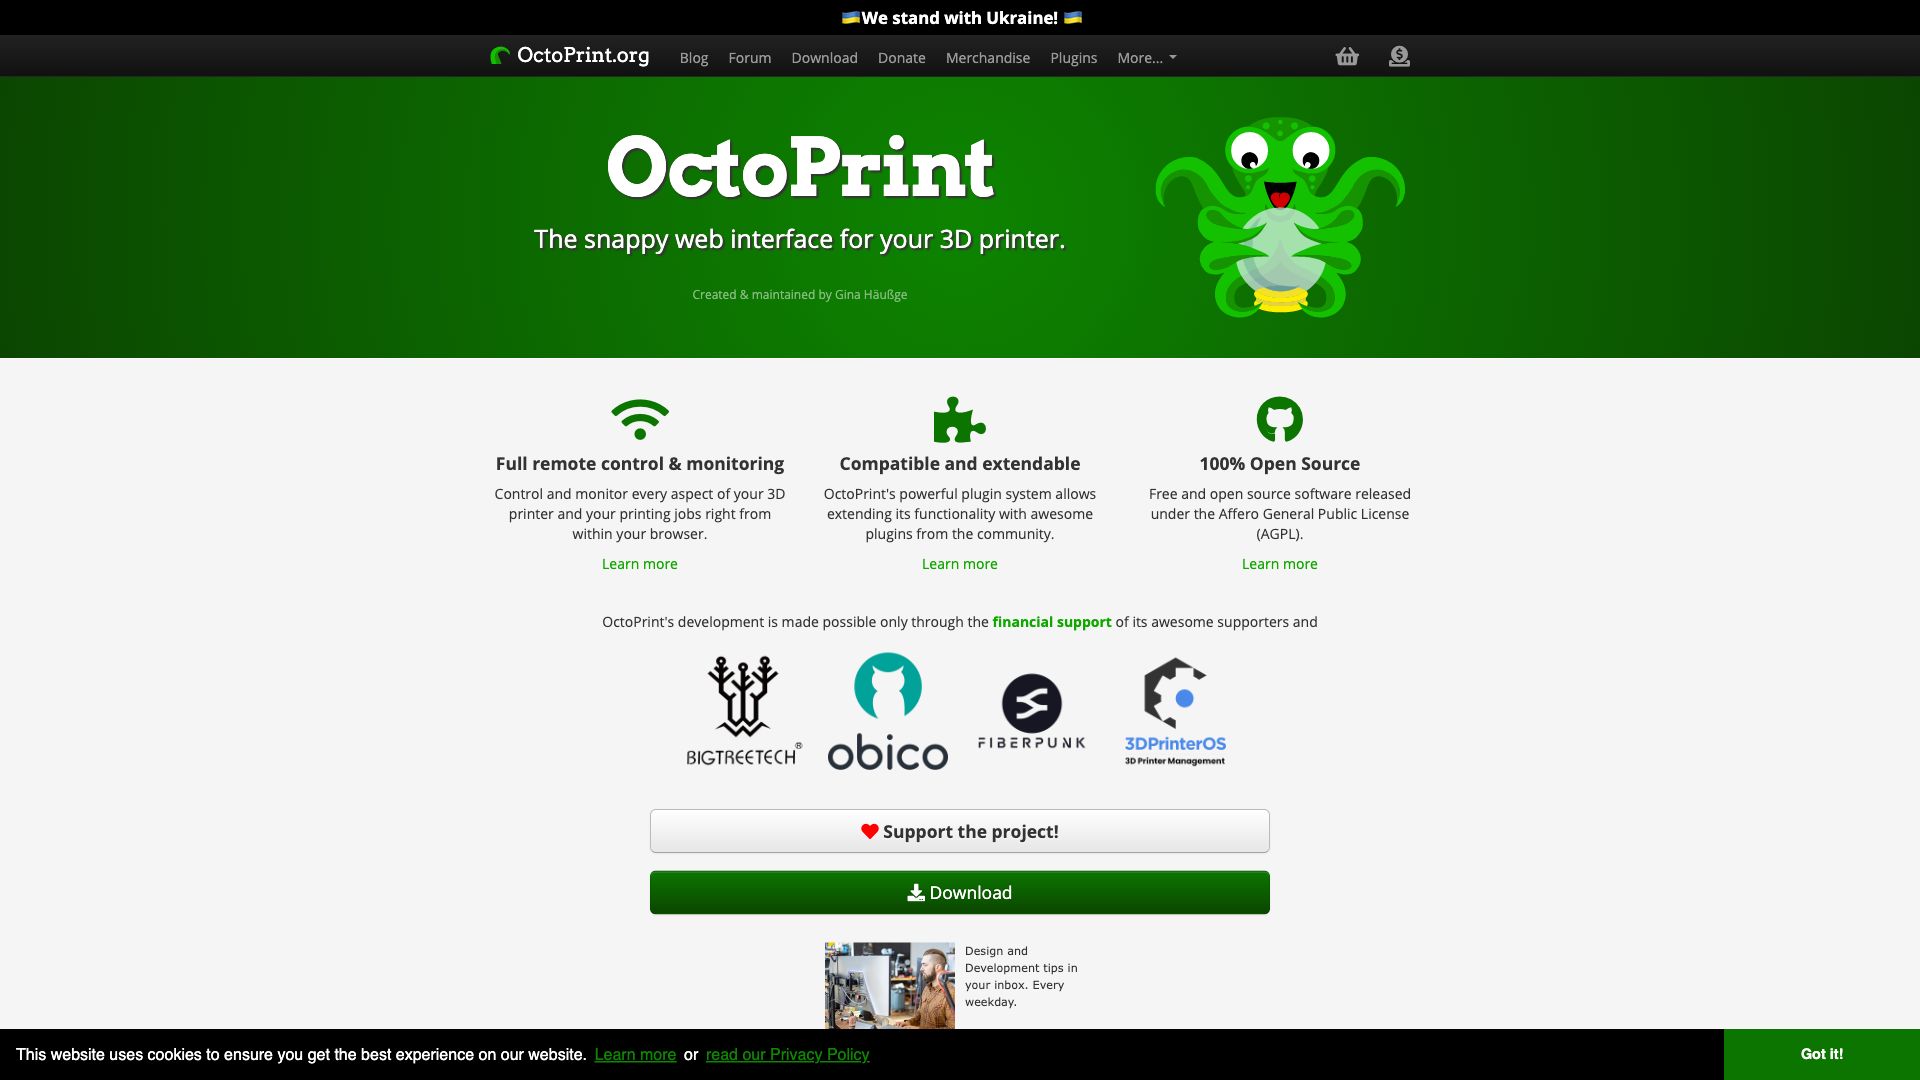 🇺🇦We stand with Ukraine! 🇺🇦
OctoPrint.org
Blog
Forum
Download
Donate
Merchandise
Plugins
More...
OctoPrint
The snappy web interface for your 3D printer.
Created & maintained by Gina Häußge
Full remote control & monitoring
Control and monitor every aspect of your 3D
printer and your printing jobs right from
within your browser.
Learn more
Compatible and extendable
OctoPrint's powerful plugin system allows
extending its functionality with awesome
plugins from the community.
Learn more
100% Open Source
Free and open source software released
under the Affero General Public License
(AGPL).
Learn more
OctoPrint's development is made possible only through the financial support of its awesome supporters and
BIGTREETECH®
obico
FIBERPUNK
3DPrinterOS
3D Printer Management
Support the project!
Download
Design and
Development tips in
your inbox. Every
weekday.
This website uses cookies to ensure you get the best experience on our website. Learn more or read our Privacy Policy
Got it!